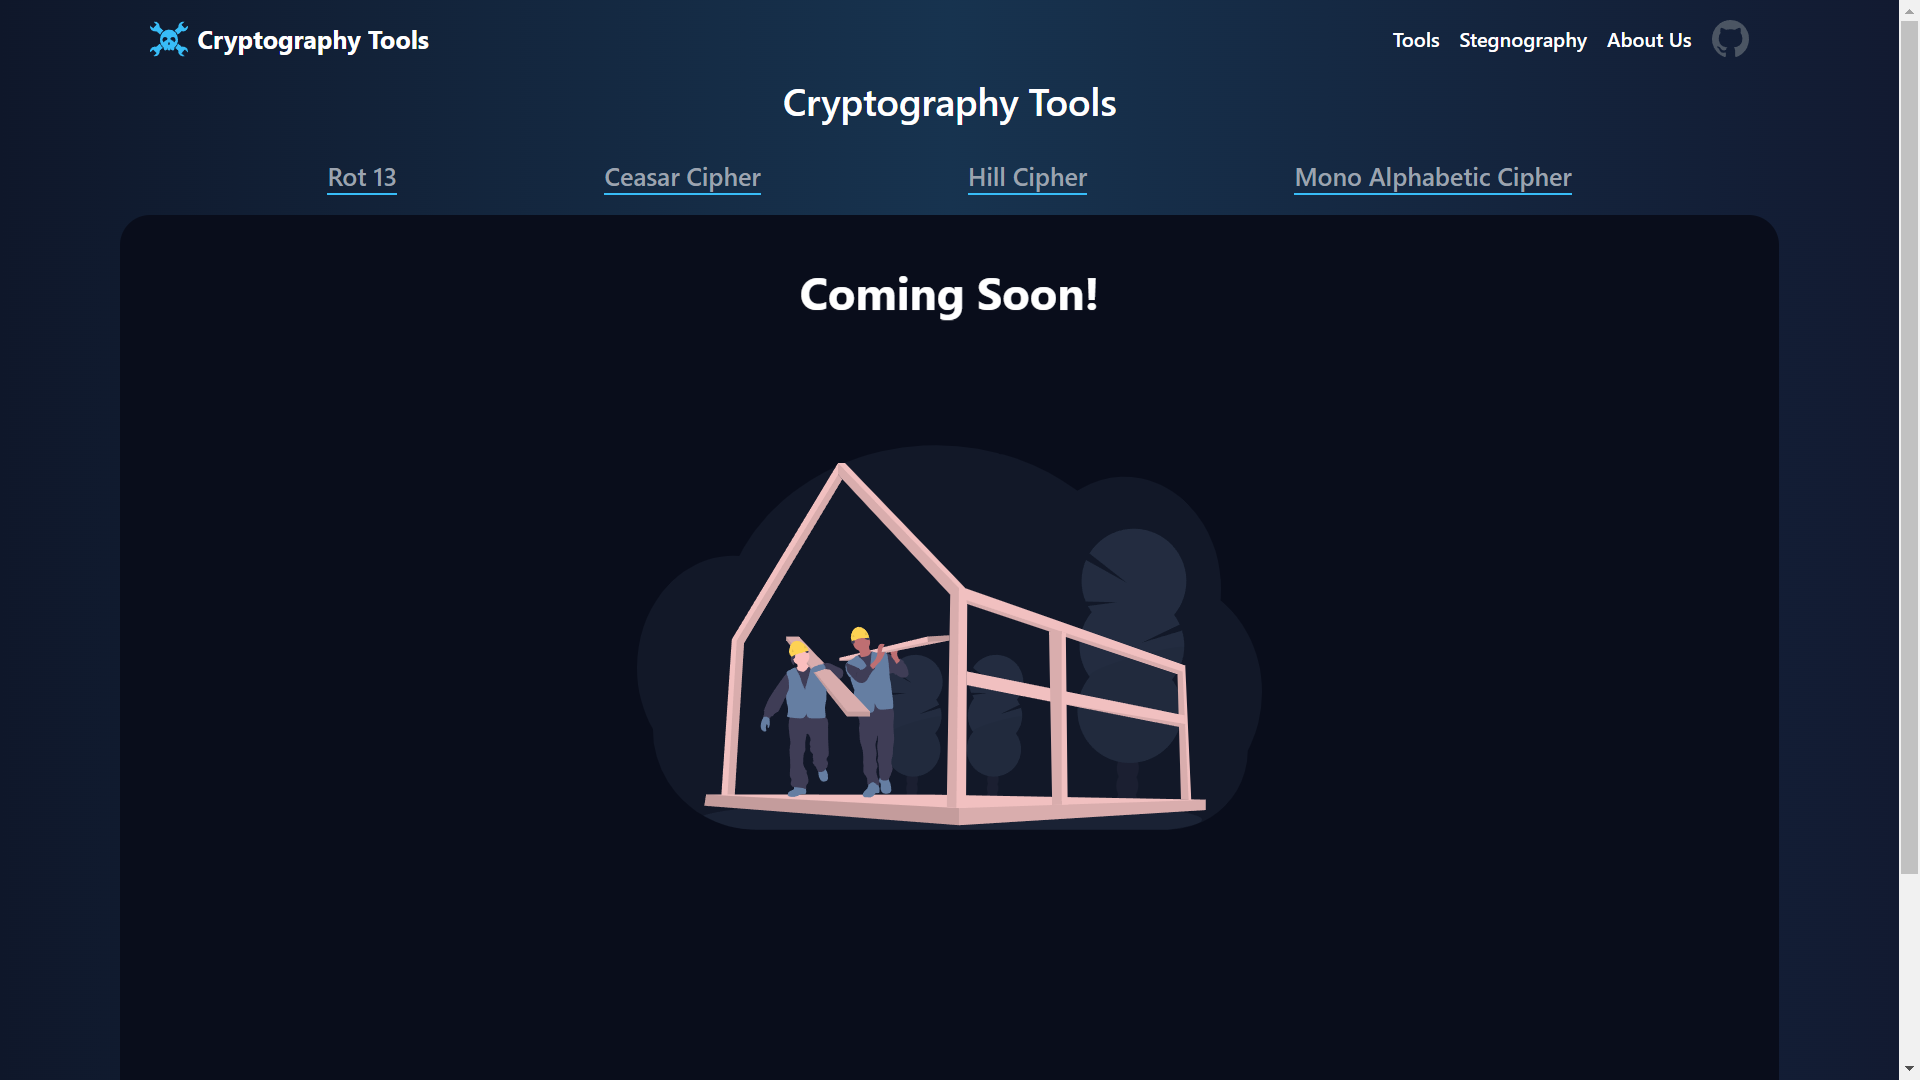 Cryptography Tools
Tools
Stegnography
About Us
Cryptography Tools
Rot 13
Ceasar Cipher
Hill Cipher
Mono Alphabetic Cipher
Coming Soon!